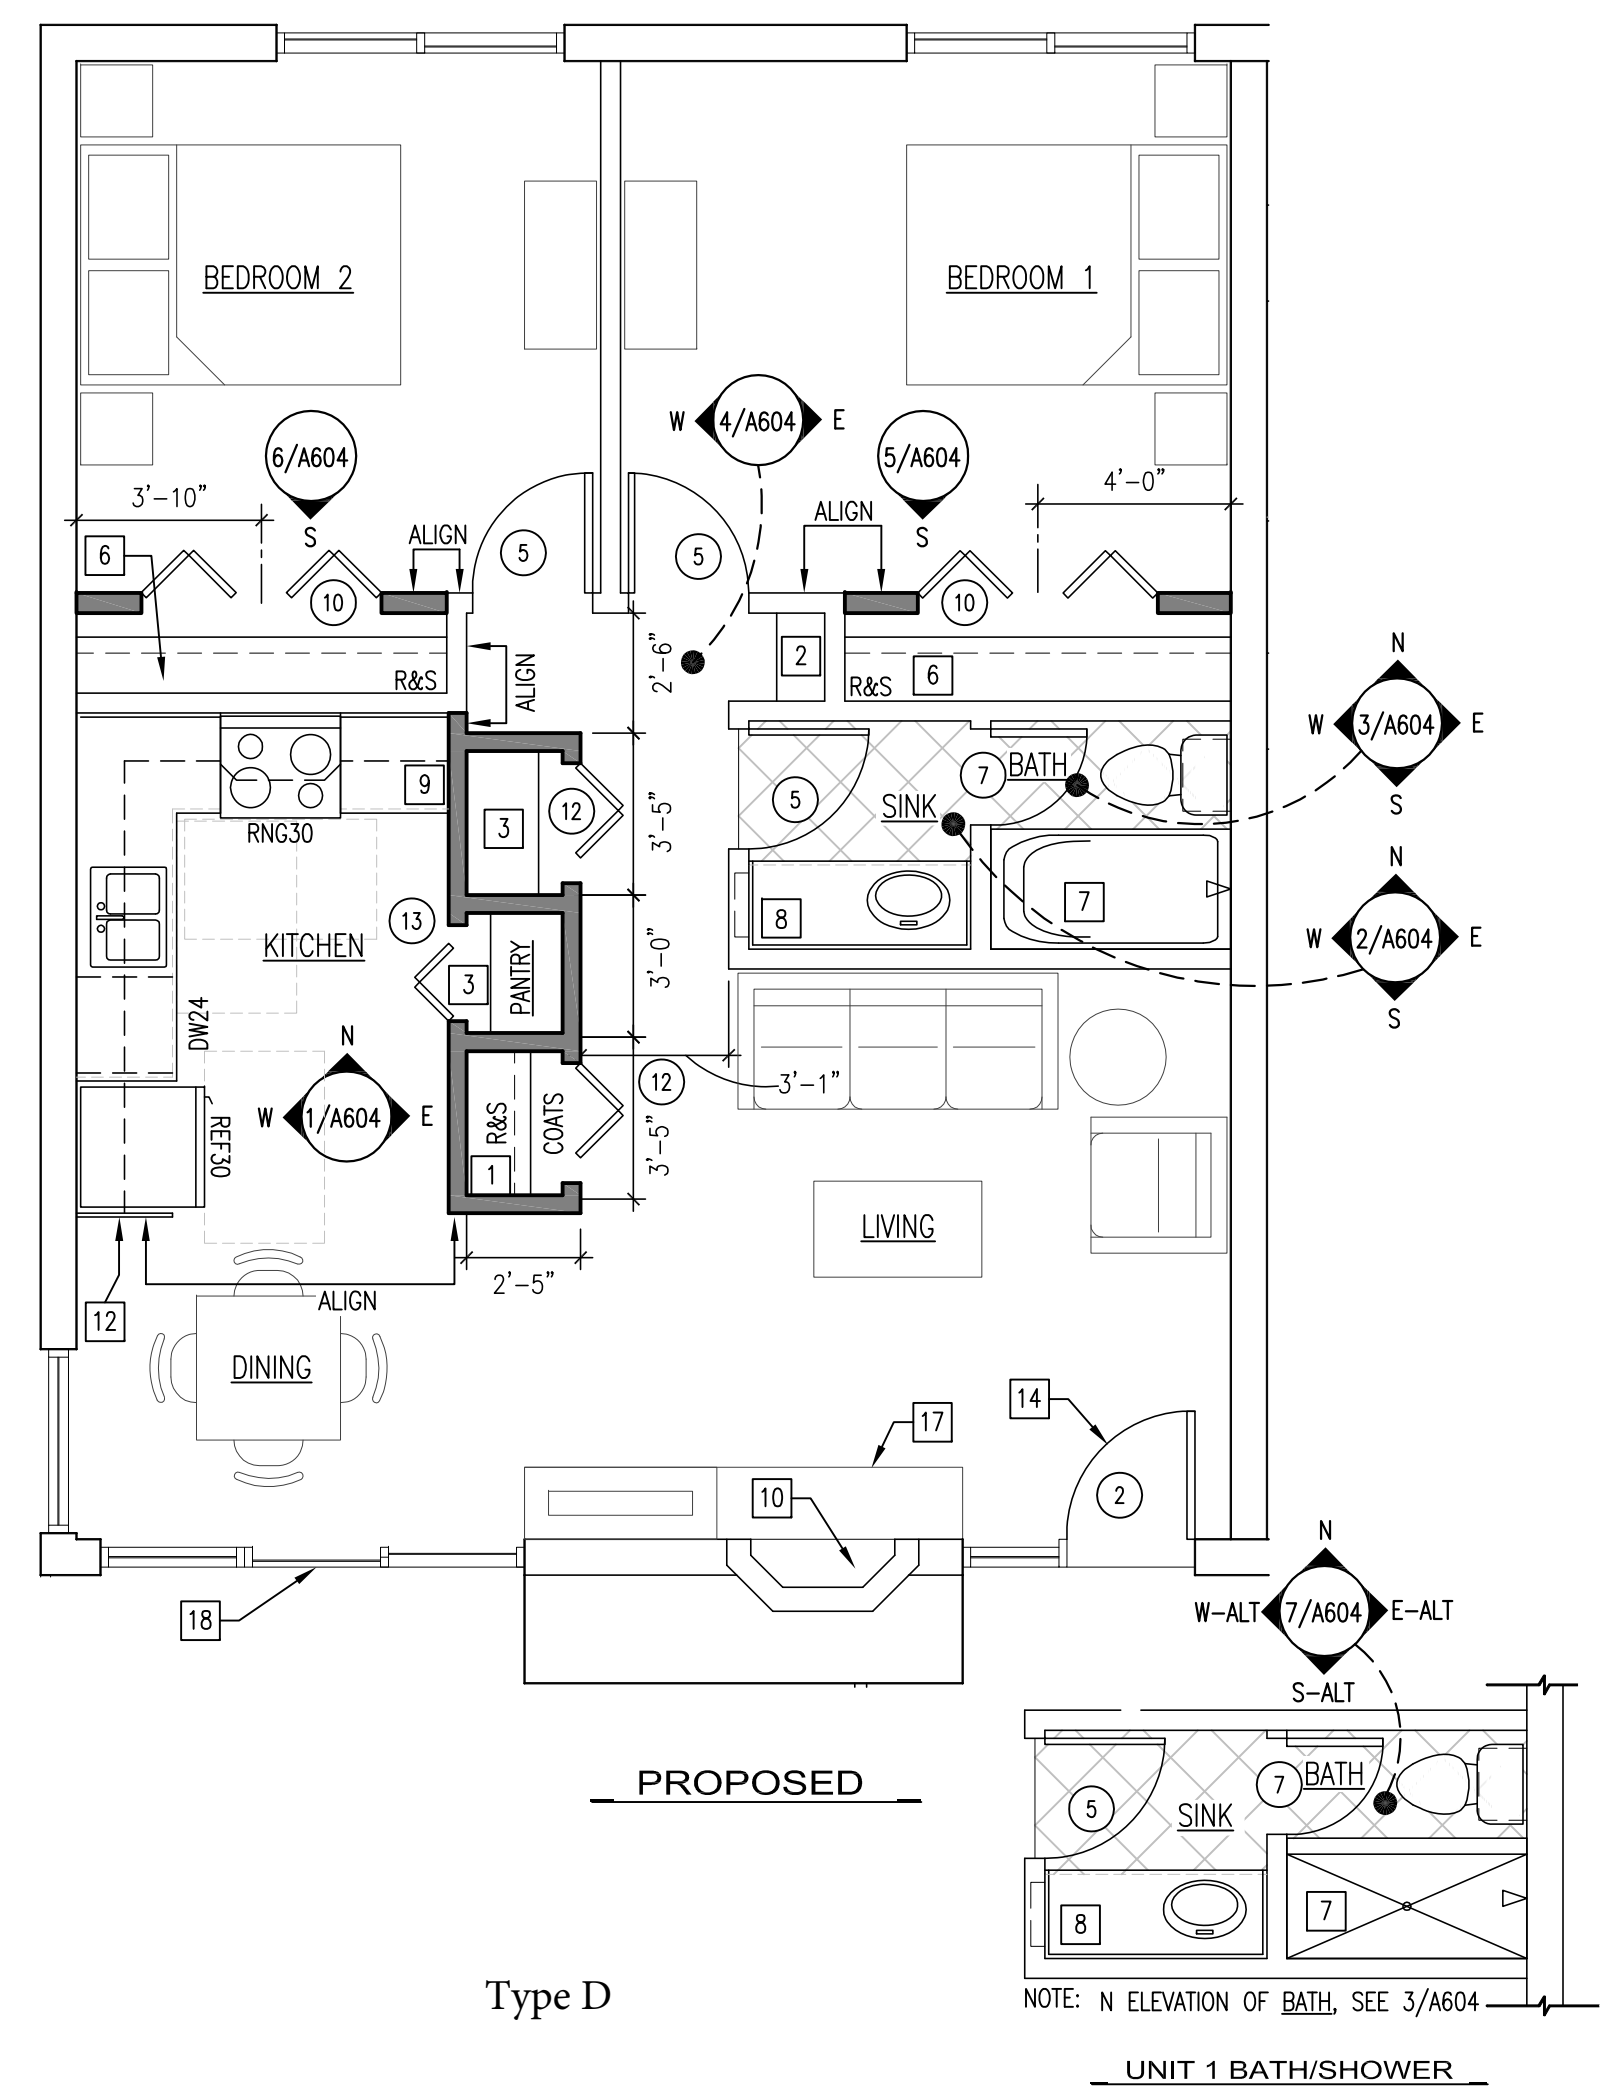 BEDROOM 2
BEDROOM 1
W
4/A604
E
6/A604
S
5/A604
S
3'-10"
4'-0"
ALIGN
ALIGN
6
5
5
10
10
2
6
R&S
R&S
ALIGN
2'-6"
N
W
3/A604
E
S
9
RNG30
3
12
3'-5"
5
SINK
7
BATH
8
7
N
W
2/A604
E
S
KITCHEN
13
3
PANTRY
3'-0"
DW24
N
W
1/A604
E
REF30
R&S
COATS
1
12
3'-1"
3'-5"
LIVING
2'-5"
12
ALIGN
DINING
14
17
10
2
18
N
W-ALT
7/A604
E-ALT
S-ALT
PROPOSED
5
SINK
7
BATH
8
7
Type D
NOTE: N ELEVATION OF BATH, SEE 3/A604
UNIT 1 BATH/SHOWER